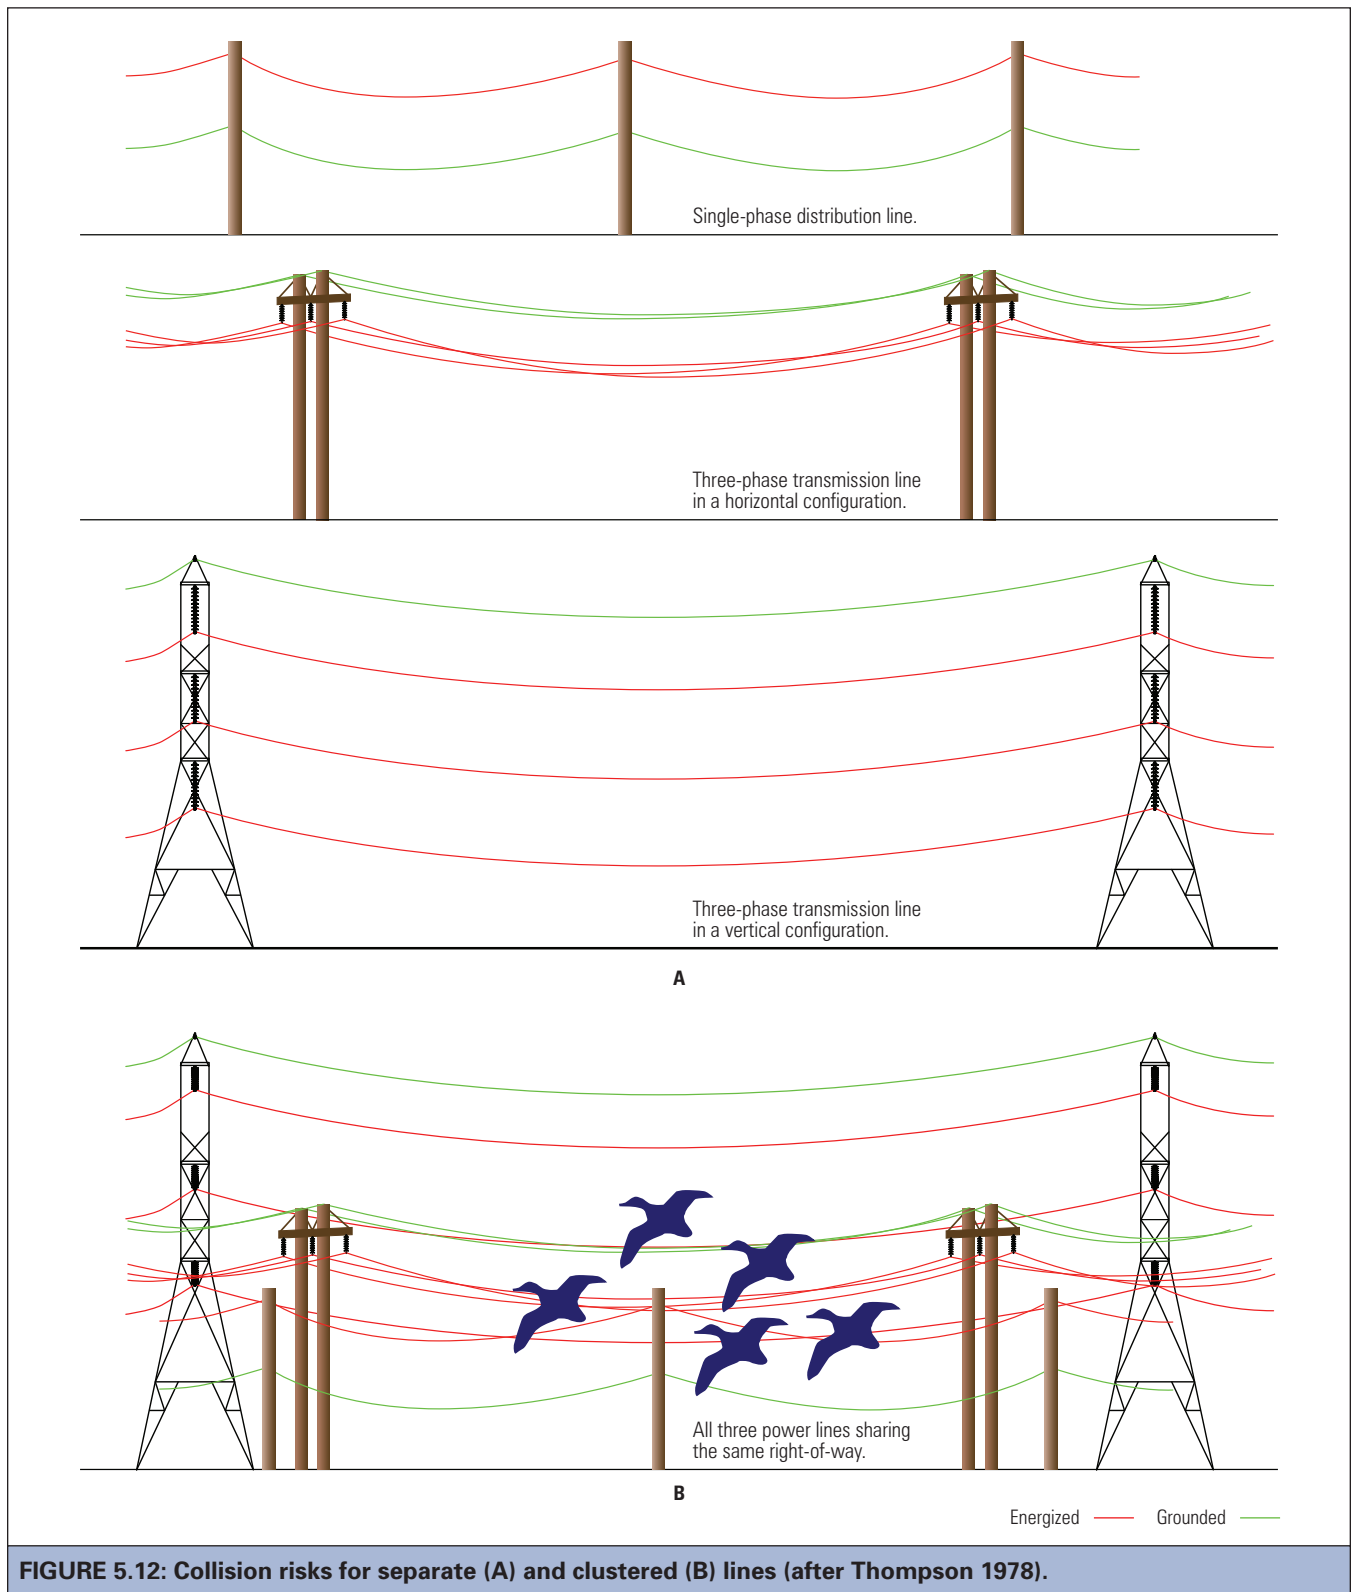 Single-phase distribution line.
Three-phase transmission line
in a horizontal configuration.
Three-phase transmission line
in a vertical configuration.
A
All three power lines sharing
the same right-of-way.
B
Energized
Grounded
FIGURE 5.12: Collision risks for separate (A) and clustered (B) lines (after Thompson 1978).